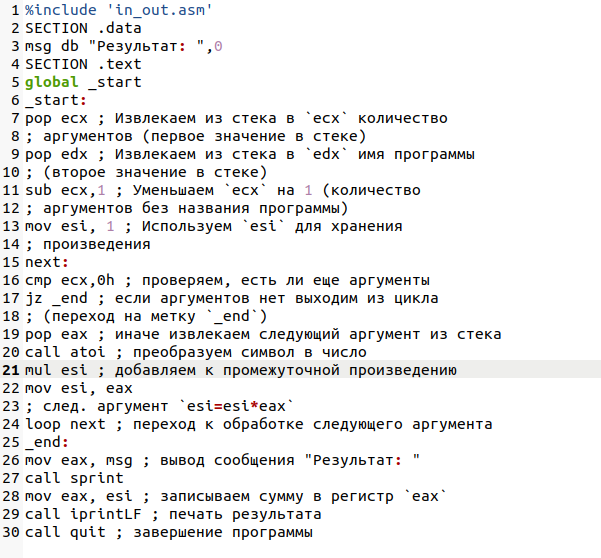 1 %include 'in_out.asm'
2 SECTION .data
3 msg db "Результат: ",0
4 SECTION .text
5 global _start
6 _start:
7 pop ecx ; Извлекаем из стека в `ecx` количество
8 ; аргументов (первое значение в стеке)
9 pop edx ; Извлекаем из стека в `edx` имя программы
10 ; (второе значение в стеке)
11 sub ecx,1 ; Уменьшаем `ecx` на 1 (количество
12 ; аргументов без названия программы)
13 mov esi, 1 ; Используем `esi` для хранения
14 ; произведения
15 next:
16 cmp ecx,0h ; проверяем, есть ли еще аргументы
17 jz _end ; если аргументов нет выходим из цикла
18 ; (переход на метку `_end`)
19 pop eax ; иначе извлекаем следующий аргумент из стека
20 call atoi ; преобразуем символ в число
21 mul esi ; добавляем к промежуточной произведению
22 mov esi, eax
23 ; след. аргумент `esi=esi*eax`
24 loop next ; переход к обработке следующего аргумента
25 _end:
26 mov eax, msg ; вывод сообщения "Результат: "
27 call sprint
28 mov eax, esi ; записываем сумму в регистр `eax`
29 call iprintLF ; печать результата
30 call quit ; завершение программы